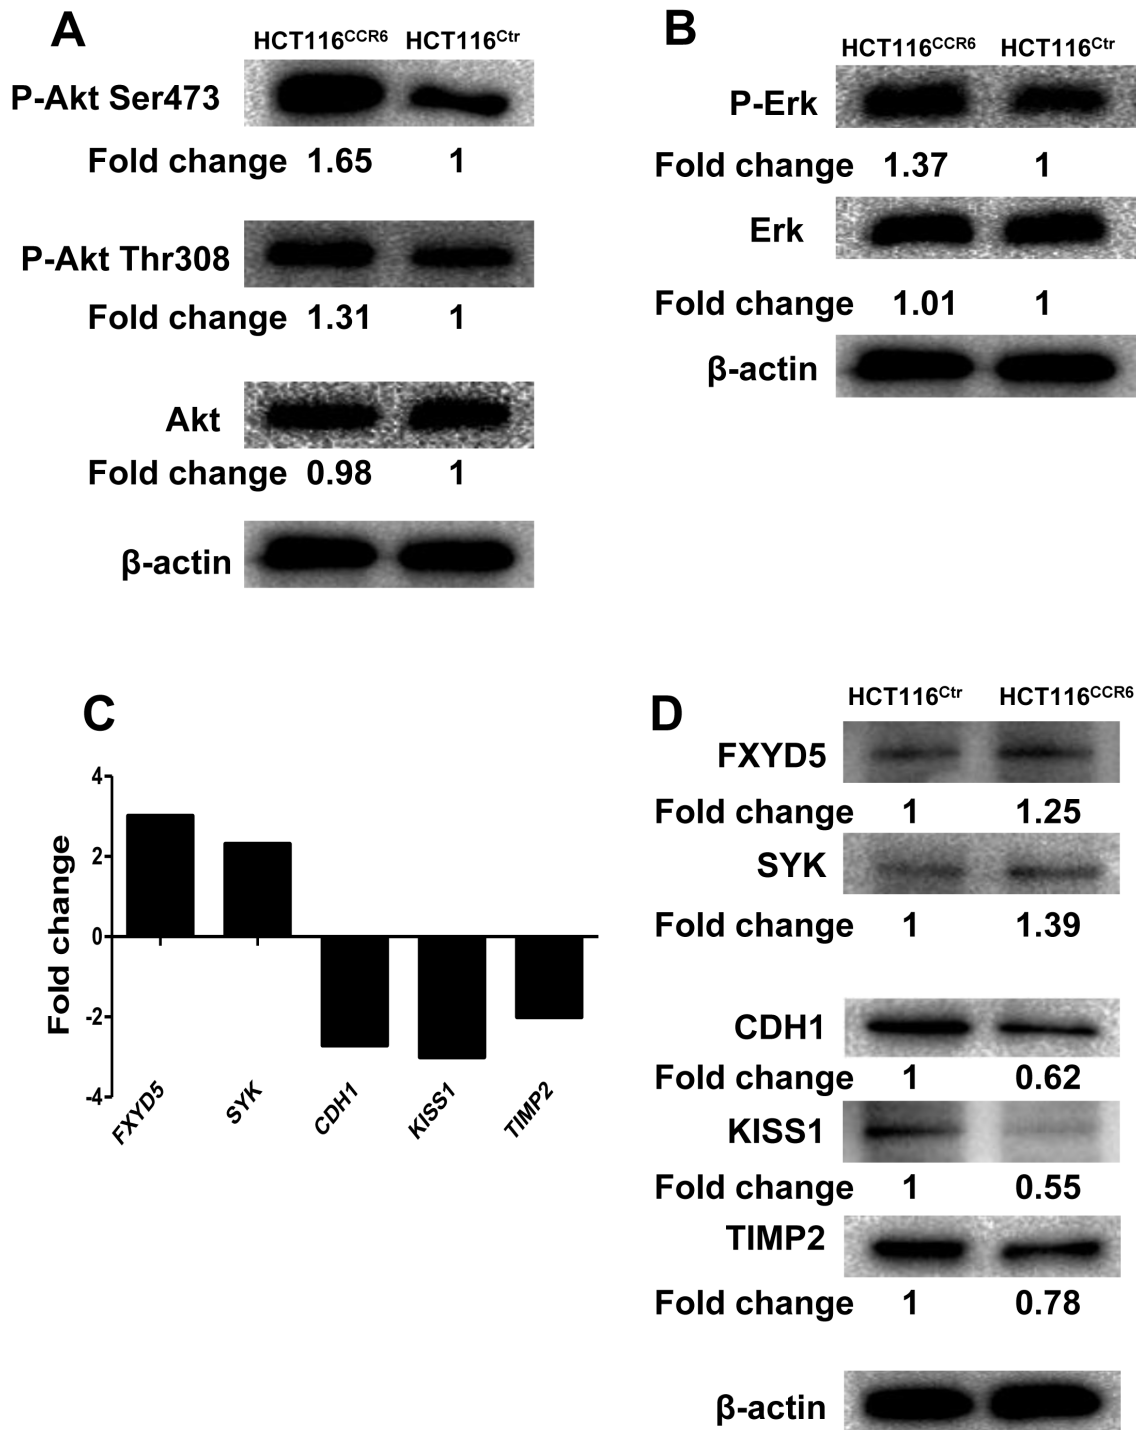 A
HCT116CCR6 HCT116Ctr
P-Akt Ser473
Fold change 1.65 1
P-Akt Thr308
Fold change 1.31 1
Akt
Fold change 0.98 1
β-actin
B
HCT116CCR6 HCT116Ctr
P-Erk
Fold change 1.37 1
Erk
Fold change 1.01 1
β-actin
C
Fold change
4
2
0
-2
-4
FXYD5 SYK CDH1 KISS1 TIMP2
D
HCT116Ctr HCT116CCR6
FXYD5
Fold change 1 1.25
SYK
Fold change 1 1.39
CDH1
Fold change 1 0.62
KISS1
Fold change 1 0.55
TIMP2
Fold change 1 0.78
β-actin